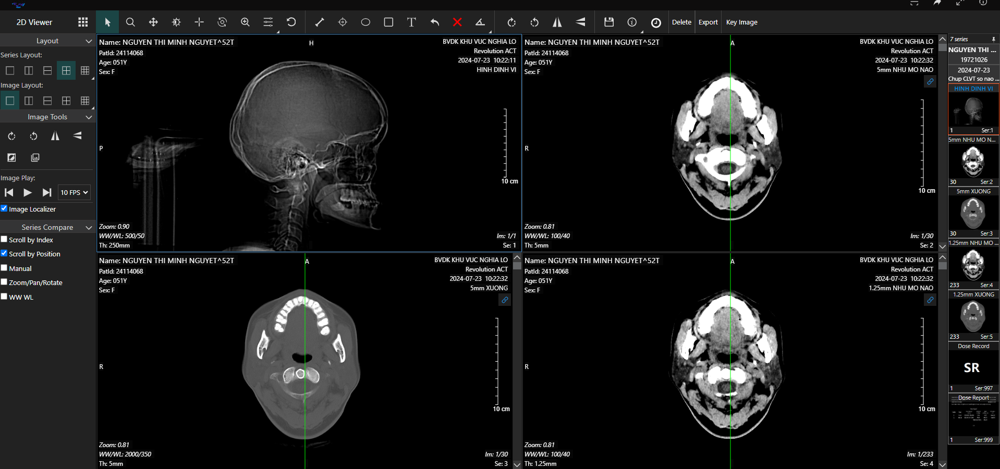 2D Viewer
Delete
Export
Key Image
Layout
Series Layout:
Image Layout:
Image Tools
Image Play:
10 FPS
Image Localizer
Series Compare
Scroll by Index
Scroll by Position
Manual
Zoom/Pan/Rotate
WW WL
Name: NGUYEN THI MINH NGUYET^52T
PatId: 24114068
Age: 051Y
Sex: F
H
BVDK KHU VUC NGHIA LO
Revolution ACT
2024-07-23 10:22:11
HINH DINH VI
P
10 cm
Zoom: 0.90
WW/WL: 500/50
Th: 250mm
Im: 1/1
Se: 1
Name: NGUYEN THI MINH NGUYET^52T
PatId: 24114068
Age: 051Y
Sex: F
A
BVDK KHU VUC NGHIA LO
Revolution ACT
2024-07-23 10:22:32
5mm NHU MO NAO
R
10 cm
Zoom: 0.81
WW/WL: 100/40
Th: 5mm
Im: 1/30
Se: 2
Name: NGUYEN THI MINH NGUYET^52T
PatId: 24114068
Age: 051Y
Sex: F
A
BVDK KHU VUC NGHIA LO
Revolution ACT
2024-07-23 10:22:32
5mm XUONG
R
10 cm
Zoom: 0.81
WW/WL: 2000/350
Th: 5mm
Im: 1/30
Se: 3
Name: NGUYEN THI MINH NGUYET^52T
PatId: 24114068
Age: 051Y
Sex: F
A
BVDK KHU VUC NGHIA LO
Revolution ACT
2024-07-23 10:22:32
1.25mm NHU MO NAO
R
10 cm
Zoom: 0.81
WW/WL: 100/40
Th: 1.25mm
Im: 1/233
Se: 4
7 series
NGUYEN THI ...
19721026
2024-07-23
Chup CLVT so nao ...
HINH DINH VI
1 Ser:1
5mm NHU MO N...
30 Ser:2
5mm XUONG
30 Ser:3
1.25mm NHU MO ...
233 Ser:4
1.25mm XUONG
233 Ser:5
Dose Record
SR
1 Ser:997
Dose Report
1 Ser:999